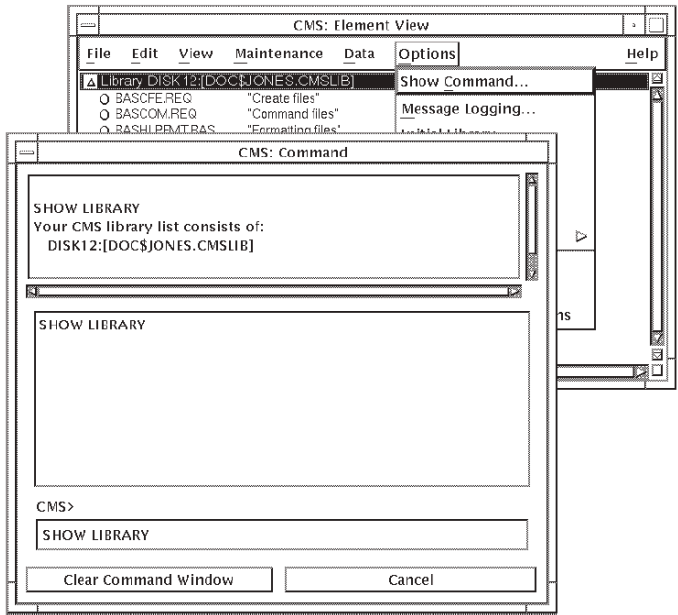 CMS: Element View
File Edit View Maintenance Data Options Help
Library DISK12:[DOC$JONES.CMSLIB]
Show Command...
BASCFE.REQ "Create files"
BASCOM.REQ "Command files"
Message Logging...
"Formatting files"
CMS: Command
SHOW LIBRARY
Your CMS library list consists of:
DISK12:[DOC$JONES.CMSLIB]
SHOW LIBRARY
CMS>
SHOW LIBRARY
Clear Command Window Cancel